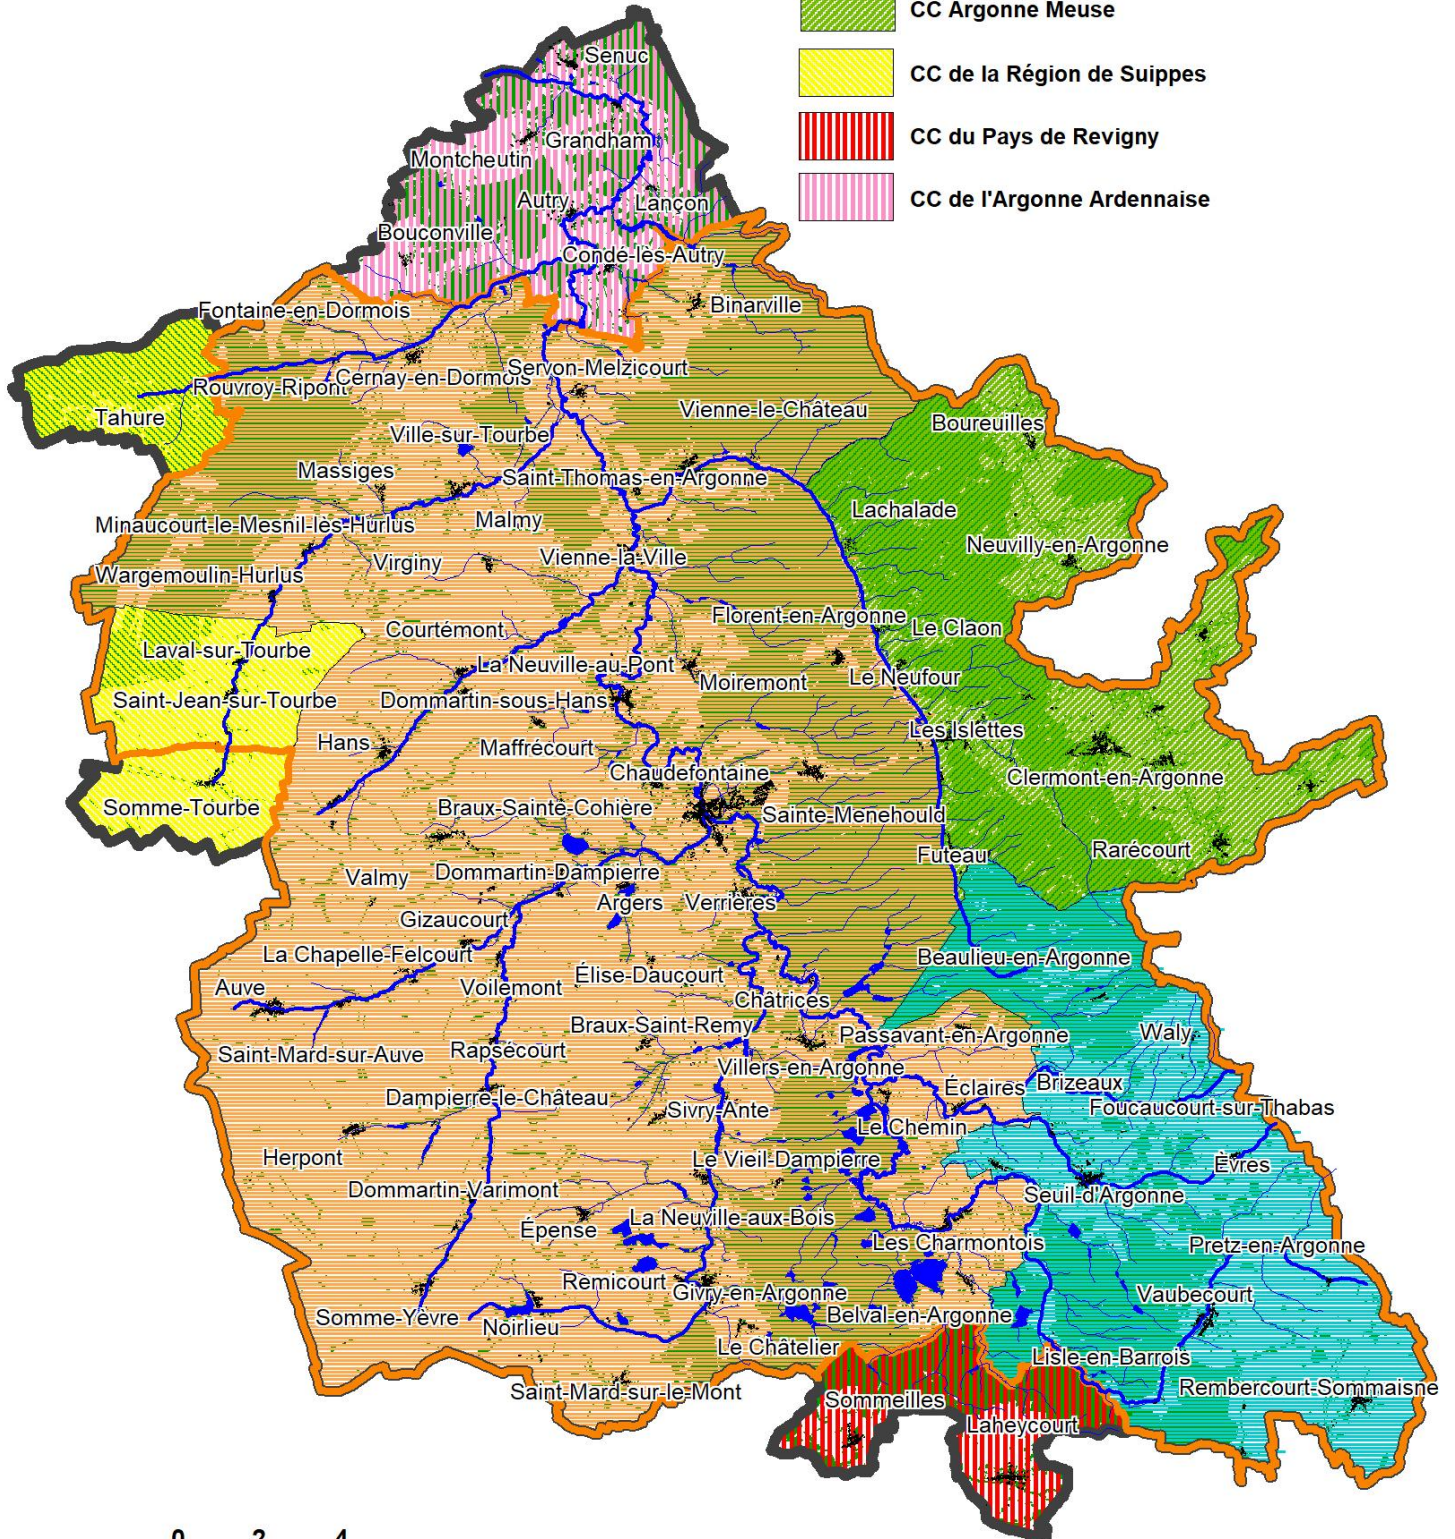 CC Argonne Meuse
CC de la Région de Suippes
CC du Pays de Revigny
CC de l'Argonne Ardennaise
Senuc
Grandham
Montcheutin
Autry
Lançon
Bouconville
Condé-lès-Autry
Binarville
Fontaine-en-Dormois
Servon-Melzicourt
Cernay-en-Dormois
Rouvroy-Ripont
Tahure
Vienne-le-Château
Boureuilles
Ville-sur-Tourbe
Massiges
Saint-Thomas-en-Argonne
Lachalade
Malmy
Minaucourt-le-Mesnil-lès-Hurlus
Neuvilly-en-Argonne
Vienne-la-Ville
Virginy
Wargemoulin-Hurlus
Florent-en-Argonne
Le Claon
Courtémont
Laval-sur-Tourbe
La Neuville-au-Pont
Le Neufour
Moiremont
Saint-Jean-sur-Tourbe
Dommartin-sous-Hans
Les Islettes
Hans
Maffrécourt
Chaudefontaine
Clermont-en-Argonne
Somme-Tourbe
Braux-Sainte-Cohière
Sainte-Menehould
Rarécourt
Futeau
Valmy
Dommartin-Dampierre
Argers
Verrières
Gizaucourt
La Chapelle-Felcourt
Beaulieu-en-Argonne
Élise-Daucourt
Auve
Voilemont
Châtrices
Braux-Saint-Remy
Passavant-en-Argonne
Waly
Saint-Mard-sur-Auve
Rapsécourt
Villers-en-Argonne
Éclaires
Brizeaux
Dampierre-le-Château
Sivry-Ante
Foucaucourt-sur-Thabas
Le Chemin
Herpont
Le Vieil-Dampierre
Èvres
Dommartin-Varimont
Seuil-d'Argonne
La Neuville-aux-Bois
Épense
Les Charmontois
Pretz-en-Argonne
Remicourt
Givry-en-Argonne
Vaubecourt
Somme-Yèvre
Noirlieu
Belval-en-Argonne
Le Châtelier
Lisle-en-Barrois
Saint-Mard-sur-le-Mont
Rembercourt-Sommaisne
Sommeilles
Laheycourt
0 2 4